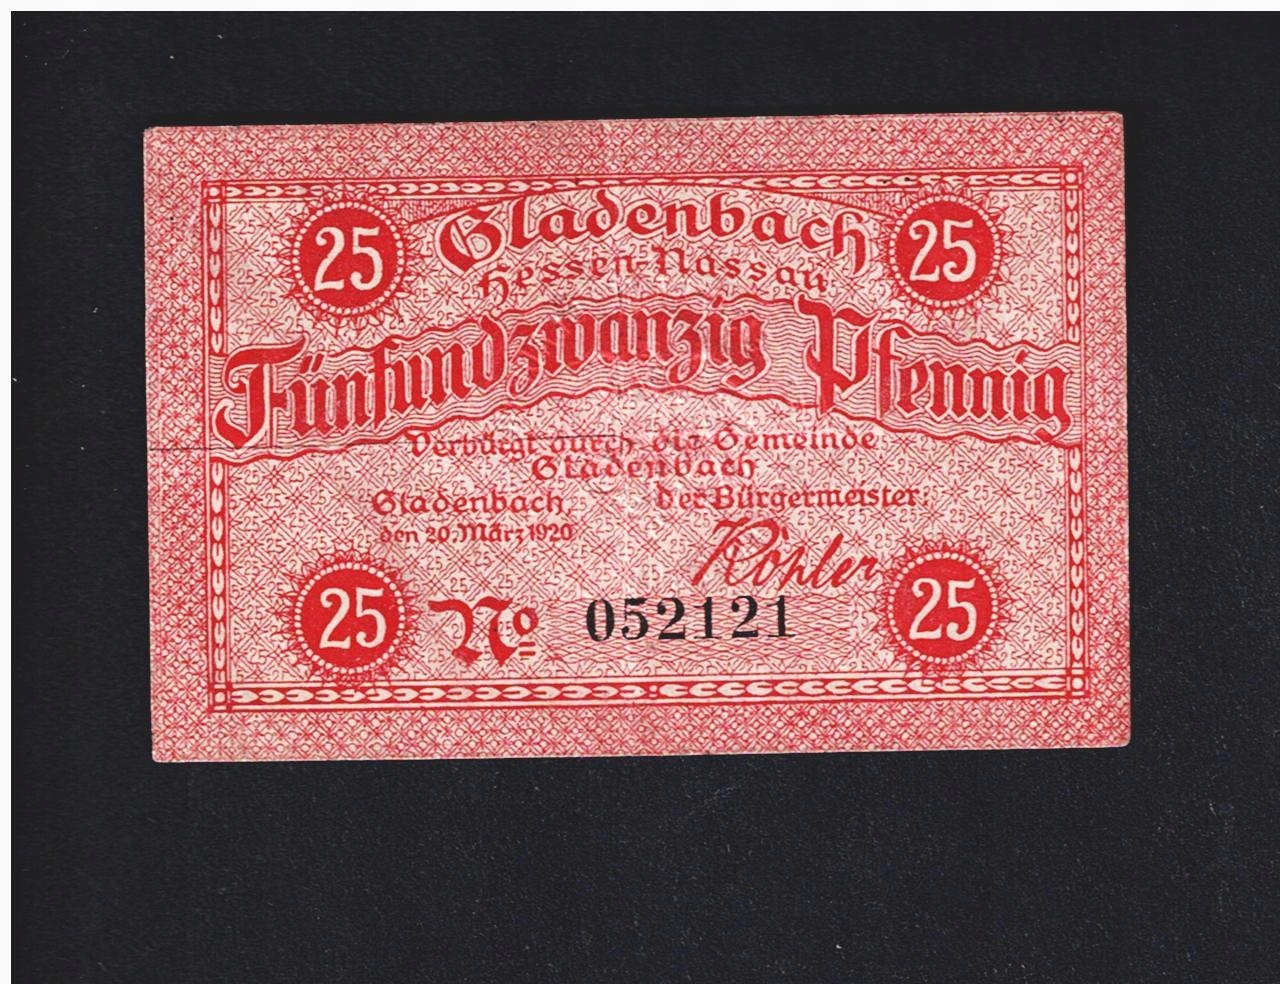 25 Gladenbach 25
Hessen-Nassau
Fünfundzwanzig Pfennig
Verbürgt durch die Gemeinde
Gladenbach
Gladenbach, der Bürgermeister:
den 20. März 1920
Köhler
25 No 052121 25